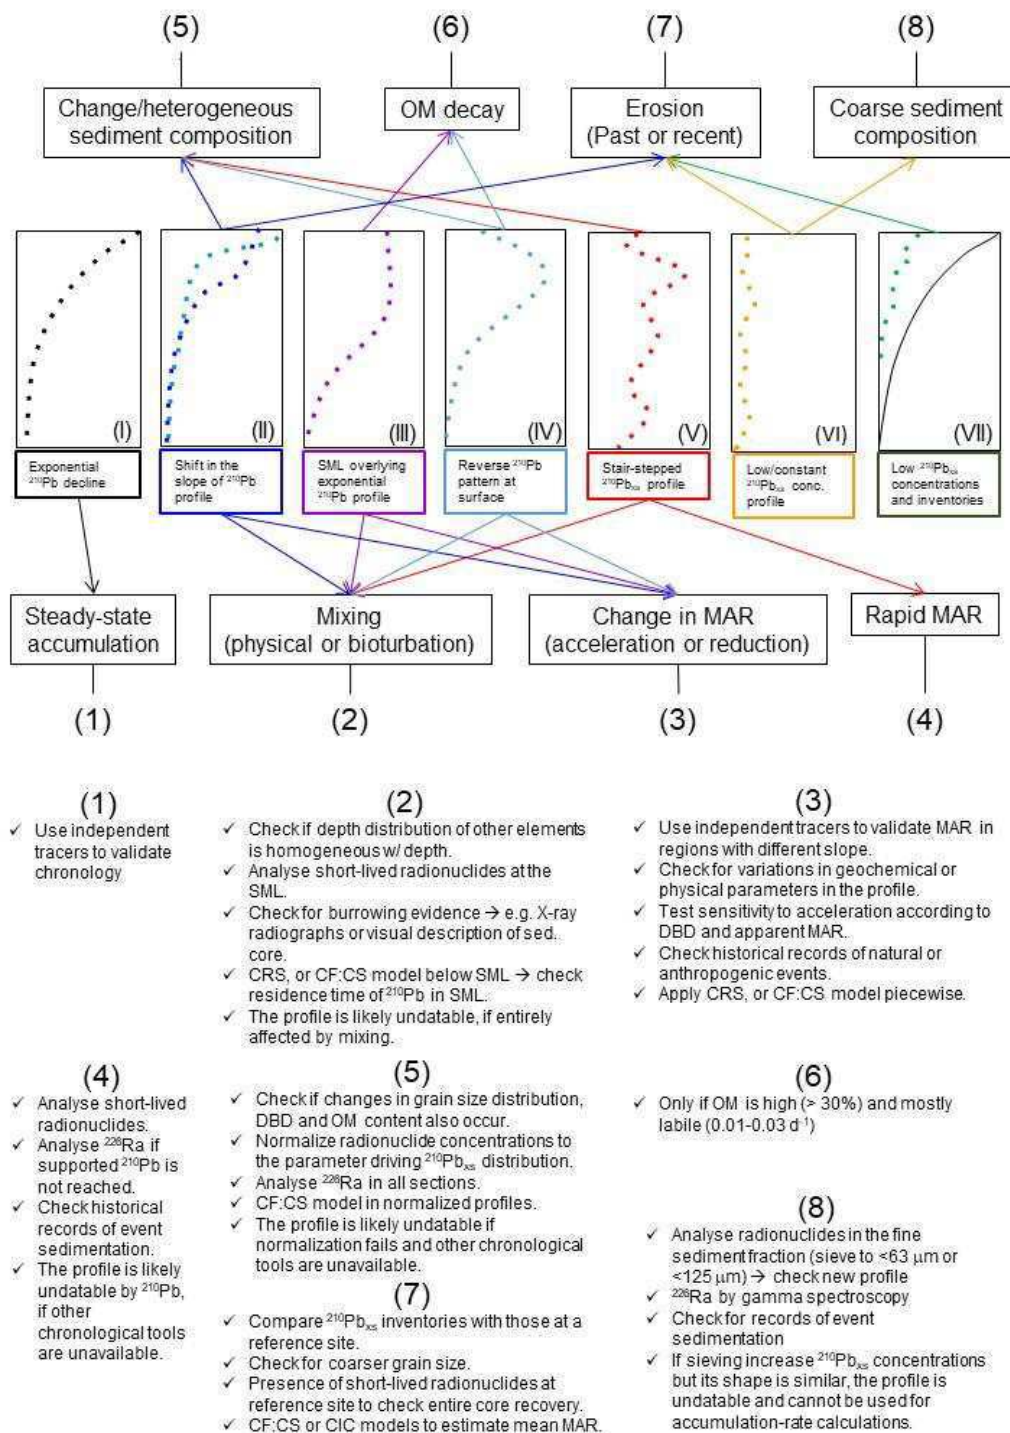 (5)
(6)
(7)
(8)
Change/heterogeneous
sediment composition
OM decay
Erosion
(Past or recent)
Coarse sediment
composition
(I)
(II)
(III)
(IV)
(V)
(VI)
(VII)
Exponential
²¹⁰Pb decline
Shift in the
slope of ²¹⁰Pb
profile
SML overlying
exponential
²¹⁰Pb profile
Reverse ²¹⁰Pb
pattern at
surface
Stair-stepped
²¹⁰Pbₓₛ profile
Low/constant
²¹⁰Pbₓₛ conc.
profile
Low ²¹⁰Pbₓₛ
concentrations
and inventories
Steady-state
accumulation
Mixing
(physical or bioturbation)
Change in MAR
(acceleration or reduction)
Rapid MAR
(1)
(2)
(3)
(4)
(1)
✓ Use independent
tracers to validate
chronology
(2)
✓ Check if depth distribution of other elements
is homogeneous w/ depth.
✓ Analyse short-lived radionuclides at the
SML.
✓ Check for burrowing evidence → e.g. X-ray
radiographs or visual description of sed.
core.
✓ CRS, or CF:CS model below SML → check
residence time of ²¹⁰Pb in SML.
✓ The profile is likely undatable, if entirely
affected by mixing.
(3)
✓ Use independent tracers to validate MAR in
regions with different slope.
✓ Check for variations in geochemical or
physical parameters in the profile.
✓ Test sensitivity to acceleration according to
DBD and apparent MAR.
✓ Check historical records of natural or
anthropogenic events.
✓ Apply CRS, or CF:CS model piecewise.
(4)
✓ Analyse short-lived
radionuclides.
✓ Analyse ²²⁶Ra if
supported ²¹⁰Pb is
not reached.
✓ Check historical
records of event
sedimentation.
✓ The profile is likely
undatable by ²¹⁰Pb,
if other
chronological tools
are unavailable.
(5)
✓ Check if changes in grain size distribution,
DBD and OM content also occur.
✓ Normalize radionuclide concentrations to
the parameter driving ²¹⁰Pbₓₛ distribution.
✓ Analyse ²²⁶Ra in all sections.
✓ CF:CS model in normalized profiles.
✓ The profile is likely undatable if
normalization fails and other chronological
tools are unavailable.
(6)
✓ Only if OM is high (> 30%) and mostly
labile (0.01-0.03 d⁻¹)
(7)
✓ Compare ²¹⁰Pbₓₛ inventories with those at a
reference site.
✓ Check for coarser grain size.
✓ Presence of short-lived radionuclides at
reference site to check entire core recovery.
✓ CF:CS or CIC models to estimate mean MAR.
(8)
✓ Analyse radionuclides in the fine
sediment fraction (sieve to <63 μm or
<125 μm) → check new profile
✓ ²²⁶Ra by gamma spectroscopy
✓ Check for records of event
sedimentation
✓ If sieving increase ²¹⁰Pbₓₛ concentrations
but its shape is similar, the profile is
undatable and cannot be used for
accumulation-rate calculations.